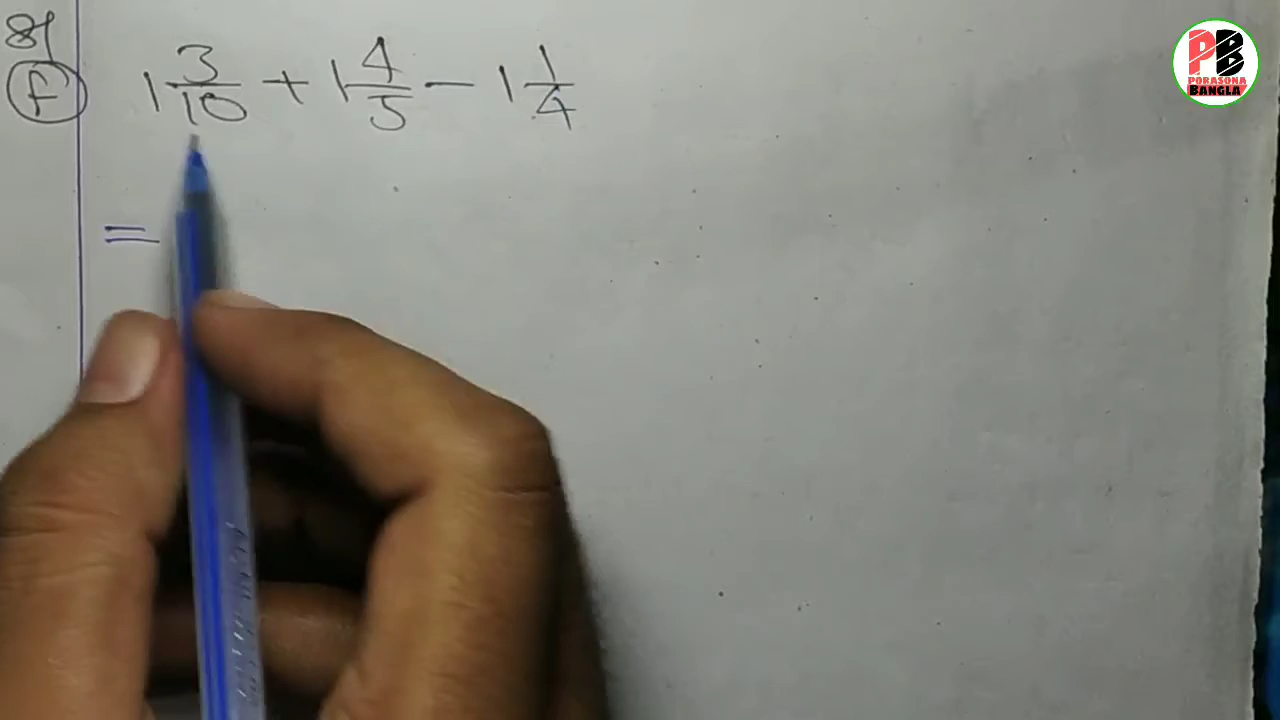 8)
(f) 1 3/10 + 1 4/5 - 1 1/4
=
PB
PORASONA
BANGLA